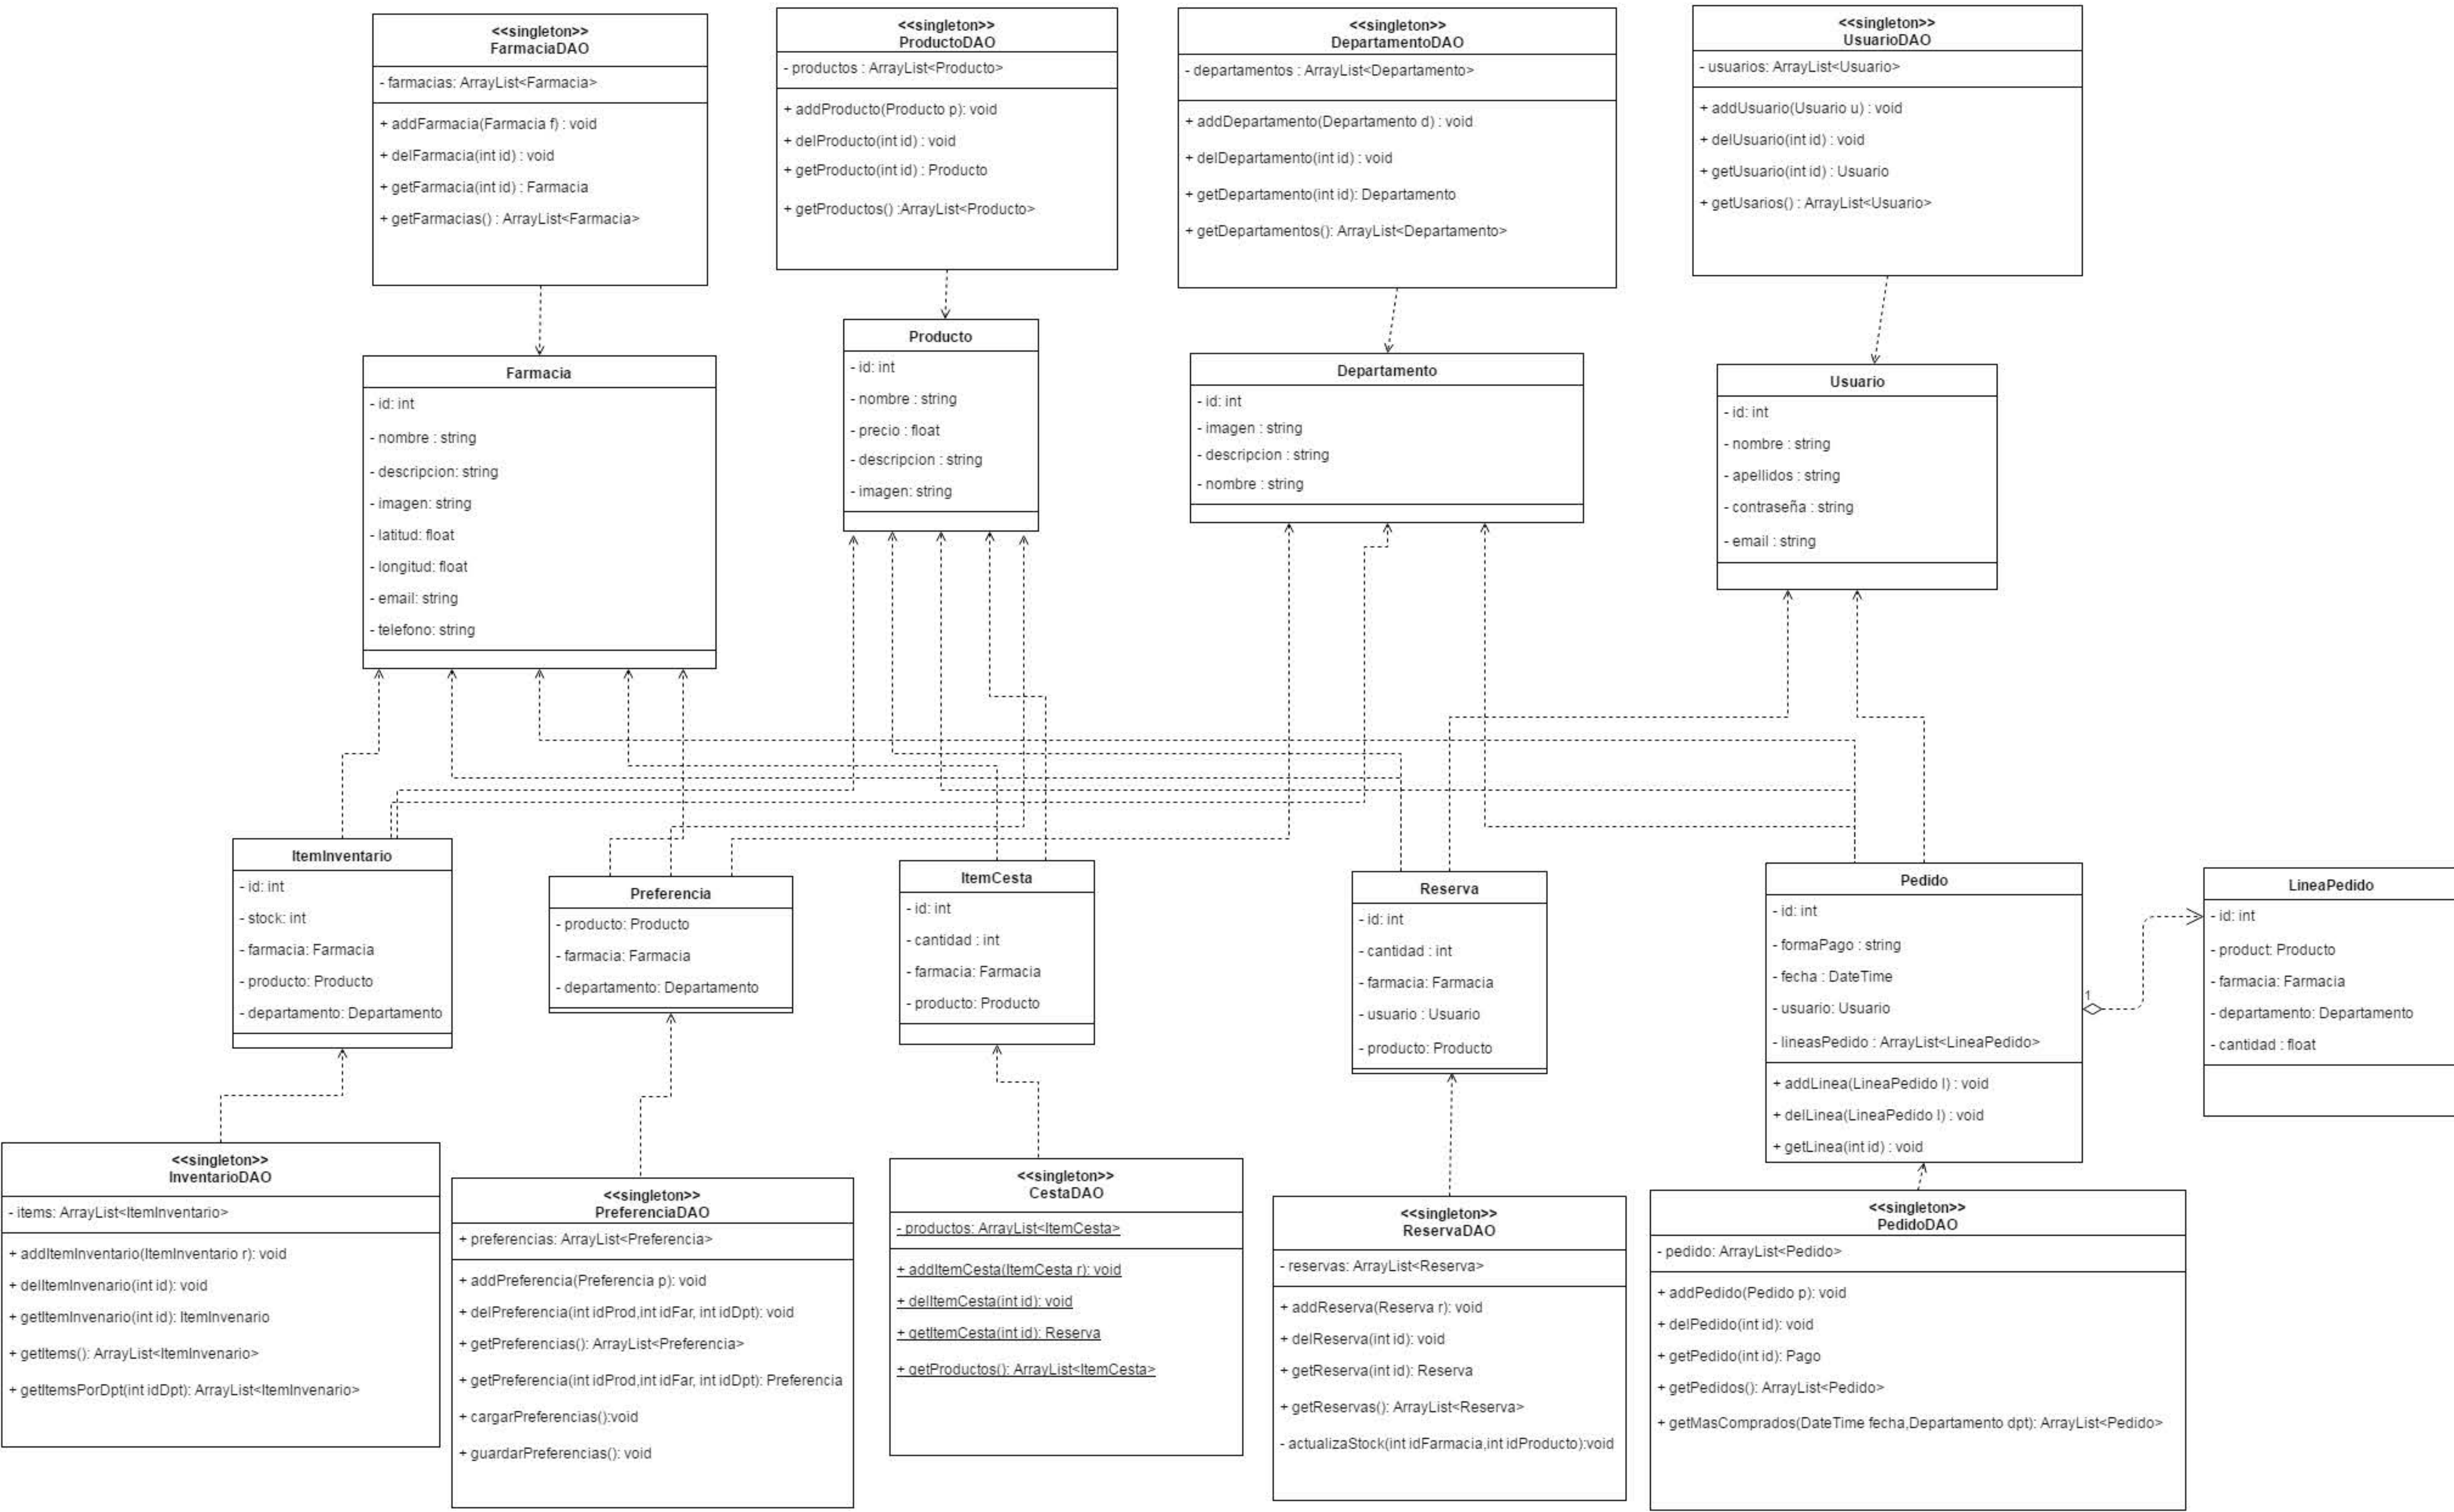 <<singleton>>
FarmaciaDAO
- farmacias: ArrayList<Farmacia>
+ addFarmacia(Farmacia f) : void
+ delFarmacia(int id) : void
+ getFarmacia(int id) : Farmacia
+ getFarmacias() : ArrayList<Farmacia>
<<singleton>>
ProductoDAO
- productos : ArrayList<Producto>
+ addProducto(Producto p): void
+ delProducto(int id) : void
+ getProducto(int id) : Producto
+ getProductos() :ArrayList<Producto>
<<singleton>>
DepartamentoDAO
- departamentos : ArrayList<Departamento>
+ addDepartamento(Departamento d) : void
+ delDepartamento(int id) : void
+ getDepartamento(int id): Departamento
+ getDepartamentos(): ArrayList<Departamento>
<<singleton>>
UsuarioDAO
- usuarios: ArrayList<Usuario>
+ addUsuario(Usuario u) : void
+ delUsuario(int id) : void
+ getUsuario(int id) : Usuario
+ getUsarios() : ArrayList<Usuario>
Farmacia
- id: int
- nombre : string
- descripcion: string
- imagen: string
- latitud: float
- longitud: float
- email: string
- telefono: string
Producto
- id: int
- nombre : string
- precio : float
- descripcion : string
- imagen: string
Departamento
- id: int
- imagen : string
- descripcion : string
- nombre : string
Usuario
- id: int
- nombre : string
- apellidos : string
- contraseña : string
- email : string
ItemInventario
- id: int
- stock: int
- farmacia: Farmacia
- producto: Producto
- departamento: Departamento
Preferencia
- producto: Producto
- farmacia: Farmacia
- departamento: Departamento
ItemCesta
- id: int
- cantidad : int
- farmacia: Farmacia
- producto: Producto
Reserva
- id: int
- cantidad : int
- farmacia: Farmacia
- usuario : Usuario
- producto: Producto
Pedido
- id: int
- formaPago : string
- fecha : DateTime
- usuario: Usuario
- lineasPedido : ArrayList<LineaPedido>
+ addLinea(LineaPedido l) : void
+ delLinea(LineaPedido l) : void
+ getLinea(int id) : void
1
LineaPedido
- id: int
- product: Producto
- farmacia: Farmacia
- departamento: Departamento
- cantidad : float
<<singleton>>
InventarioDAO
- items: ArrayList<ItemInventario>
+ addItemInventario(ItemInventario r): void
+ delItemInvenario(int id): void
+ getItemInvenario(int id): ItemInvenario
+ getItems(): ArrayList<ItemInvenario>
+ getItemsPorDpt(int idDpt): ArrayList<ItemInvenario>
<<singleton>>
PreferenciaDAO
+ preferencias: ArrayList<Preferencia>
+ addPreferencia(Preferencia p): void
+ delPreferencia(int idProd,int idFar, int idDpt): void
+ getPreferencias(): ArrayList<Preferencia>
+ getPreferencia(int idProd,int idFar, int idDpt): Preferencia
+ cargarPreferencias():void
+ guardarPreferencias(): void
<<singleton>>
CestaDAO
- productos: ArrayList<ItemCesta>
+ addItemCesta(ItemCesta r): void
+ delItemCesta(int id): void
+ getItemCesta(int id): Reserva
+ getProductos(): ArrayList<ItemCesta>
<<singleton>>
ReservaDAO
- reservas: ArrayList<Reserva>
+ addReserva(Reserva r): void
+ delReserva(int id): void
+ getReserva(int id): Reserva
+ getReservas(): ArrayList<Reserva>
- actualizaStock(int idFarmacia,int idProducto):void
<<singleton>>
PedidoDAO
- pedido: ArrayList<Pedido>
+ addPedido(Pedido p): void
+ delPedido(int id): void
+ getPedido(int id): Pago
+ getPedidos(): ArrayList<Pedido>
+ getMasComprados(DateTime fecha,Departamento dpt): ArrayList<Pedido>